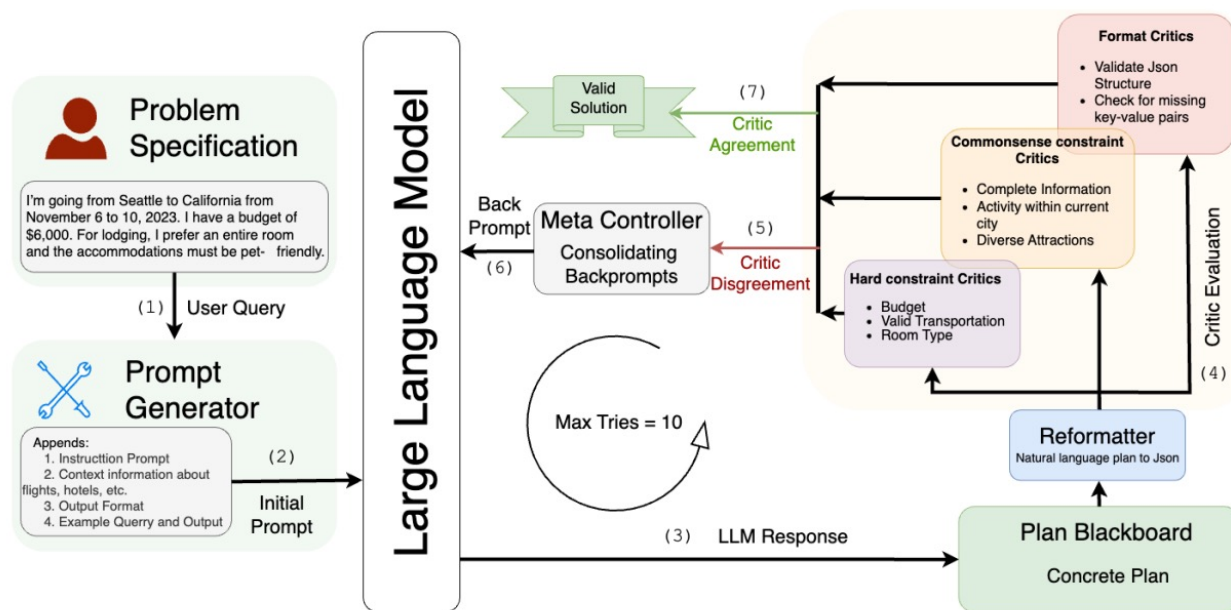 Problem
Specification
I'm going from Seattle to California from
November 6 to 10, 2023. I have a budget of
$6,000. For lodging, I prefer an entire room
and the accommodations must be pet- friendly.
(1)
User Query
Prompt
Generator
Appends:
1. Instructtion Prompt
2. Context information about
flights, hotels, etc.
3. Output Format
4. Example Querry and Output
(2)
Initial
Prompt
Large Language Model
Valid
Solution
(7)
Critic
Agreement
Back
Prompt
(6)
Meta Controller
Consolidating
Backprompts
(5)
Critic
Disgreement
Max Tries = 10
(3)
LLM Response
Format Critics
• Validate Json
Structure
• Check for missing
key-value pairs
Commonsense constraint
Critics
• Complete Information
• Activity within current
city
• Diverse Attractions
Hard constraint Critics
• Budget
• Valid Transportation
• Room Type
Critic Evaluation
(4)
Reformatter
Natural language plan to Json
Plan Blackboard
Concrete Plan